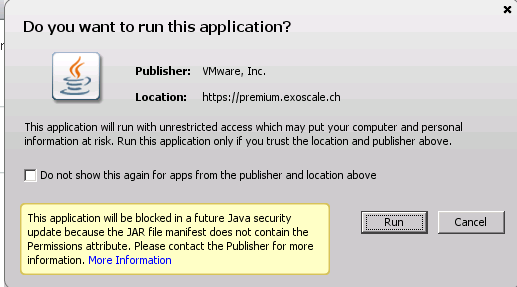 Do you want to run this application?
Publisher: VMware, Inc.
Location: https://premium.exoscale.ch
This application will run with unrestricted access which may put your computer and personal
information at risk. Run this application only if you trust the location and publisher above.
Do not show this again for apps from the publisher and location above
This application will be blocked in a future Java security
update because the JAR file manifest does not contain the
Permissions attribute. Please contact the Publisher for more
information. More Information
Run
Cancel